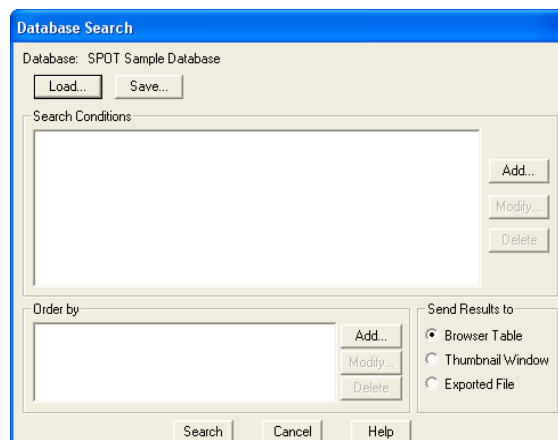 Database Search
Database: SPOT Sample Database
Load... Save...
Search Conditions
Add...
Modify...
Delete
Order by
Add...
Modify...
Delete
Send Results to
Browser Table
Thumbnail Window
Exported File
Search Cancel Help